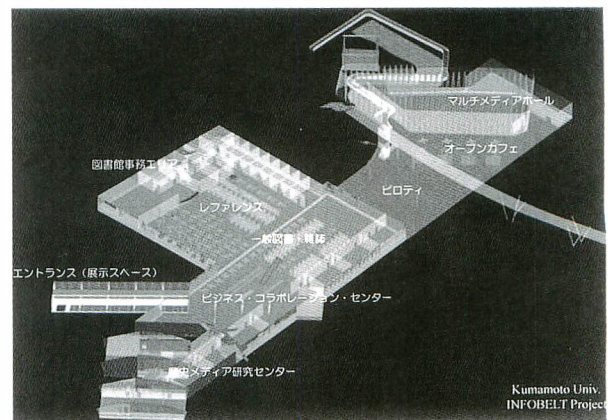 マルチメディアホール
オープンカフェ
図書館事務エリア
ピロティ
レファレンス
一般図書・雑誌
エントランス（展示スペース）
ビジネス・コラボレーション・センター
歴史メディア研究センター
Kumamoto Univ.
INFOBELT Project